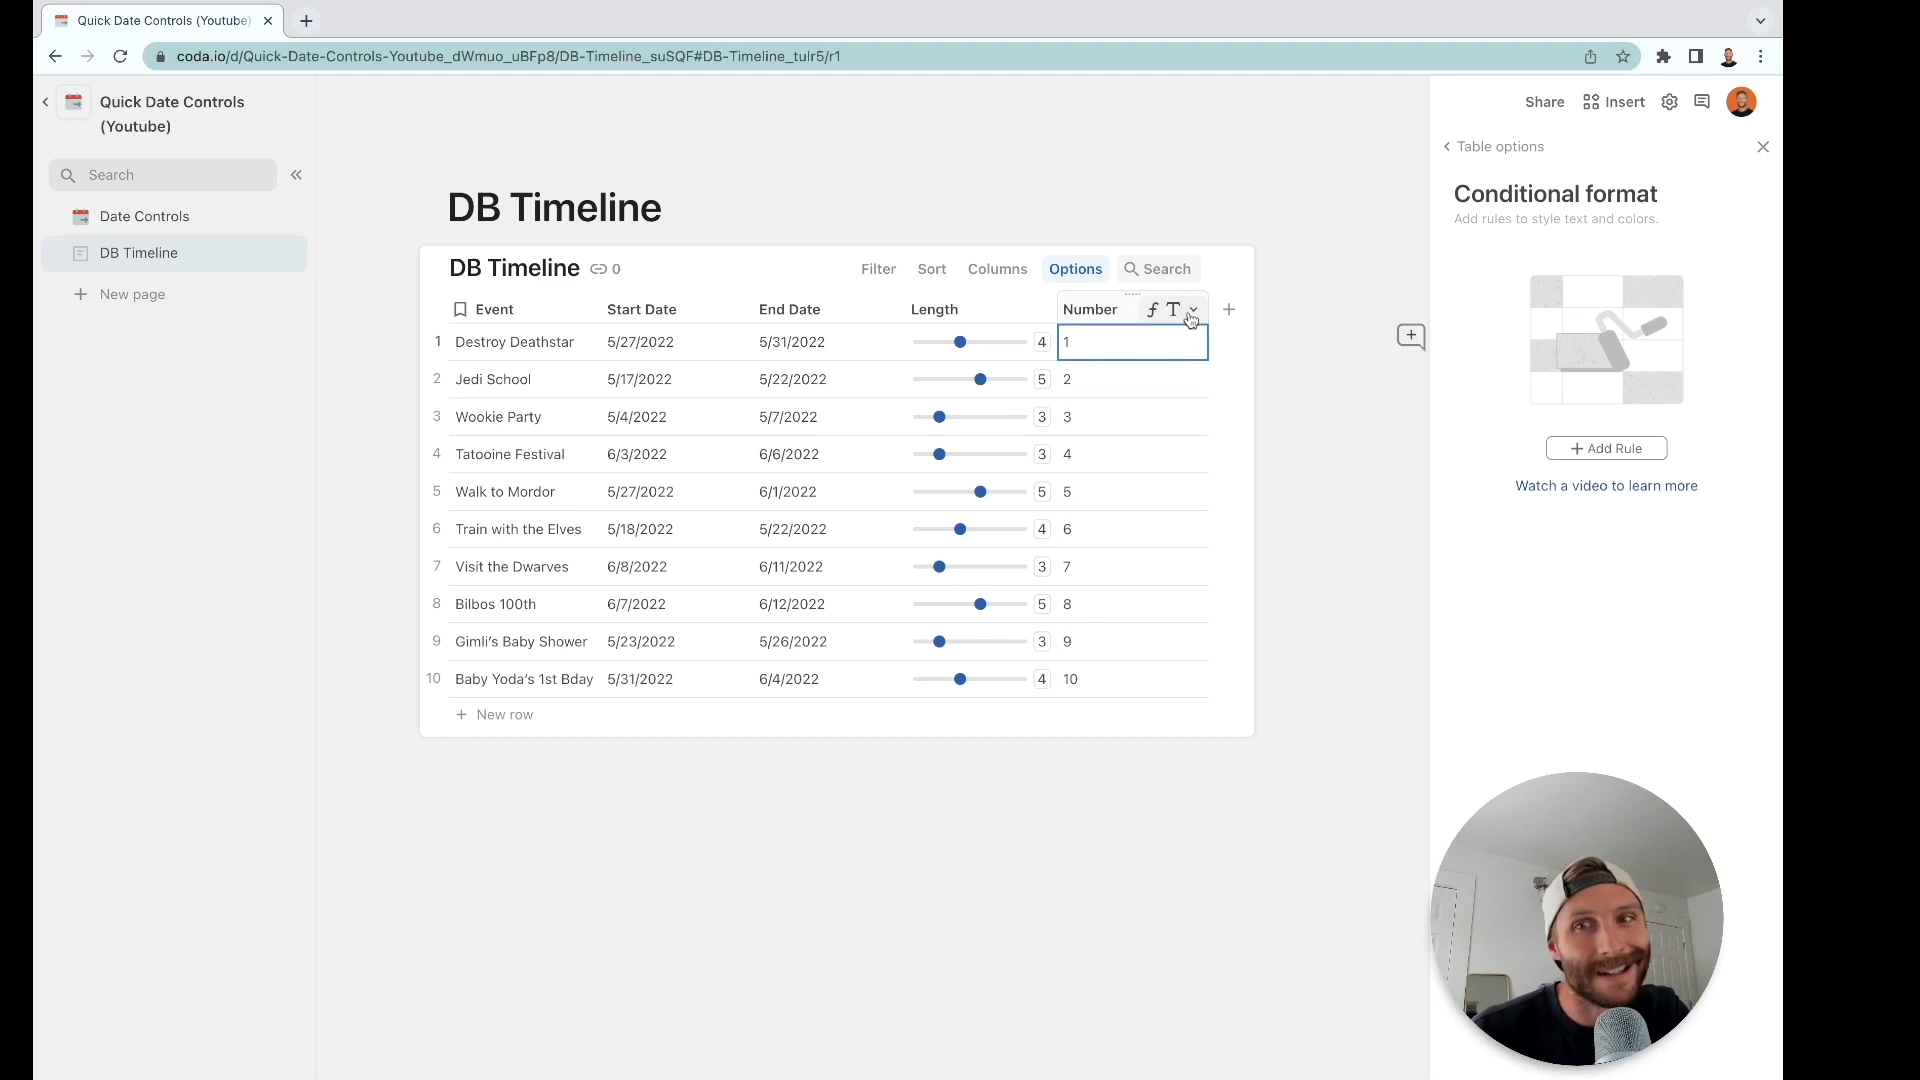 Quick Date Controls (Youtube)
coda.io/d/Quick-Date-Controls-Youtube_dWmuo_uBFp8/DB-Timeline_suSQF#DB-Timeline_tulr5/r1
Quick Date Controls
(Youtube)
Search
Date Controls
DB Timeline
New page
Share Insert
Table options
Conditional format
Add rules to style text and colors.
Add Rule
Watch a video to learn more
DB Timeline
DB Timeline 0 Filter Sort Columns Options Search
Event Start Date End Date Length Number
1 Destroy Deathstar 5/27/2022 5/31/2022 4 1
2 Jedi School 5/17/2022 5/22/2022 5 2
3 Wookie Party 5/4/2022 5/7/2022 3 3
4 Tatooine Festival 6/3/2022 6/6/2022 3 4
5 Walk to Mordor 5/27/2022 6/1/2022 5 5
6 Train with the Elves 5/18/2022 5/22/2022 4 6
7 Visit the Dwarves 6/8/2022 6/11/2022 3 7
8 Bilbos 100th 6/7/2022 6/12/2022 5 8
9 Gimli's Baby Shower 5/23/2022 5/26/2022 3 9
10 Baby Yoda's 1st Bday 5/31/2022 6/4/2022 4 10
New row